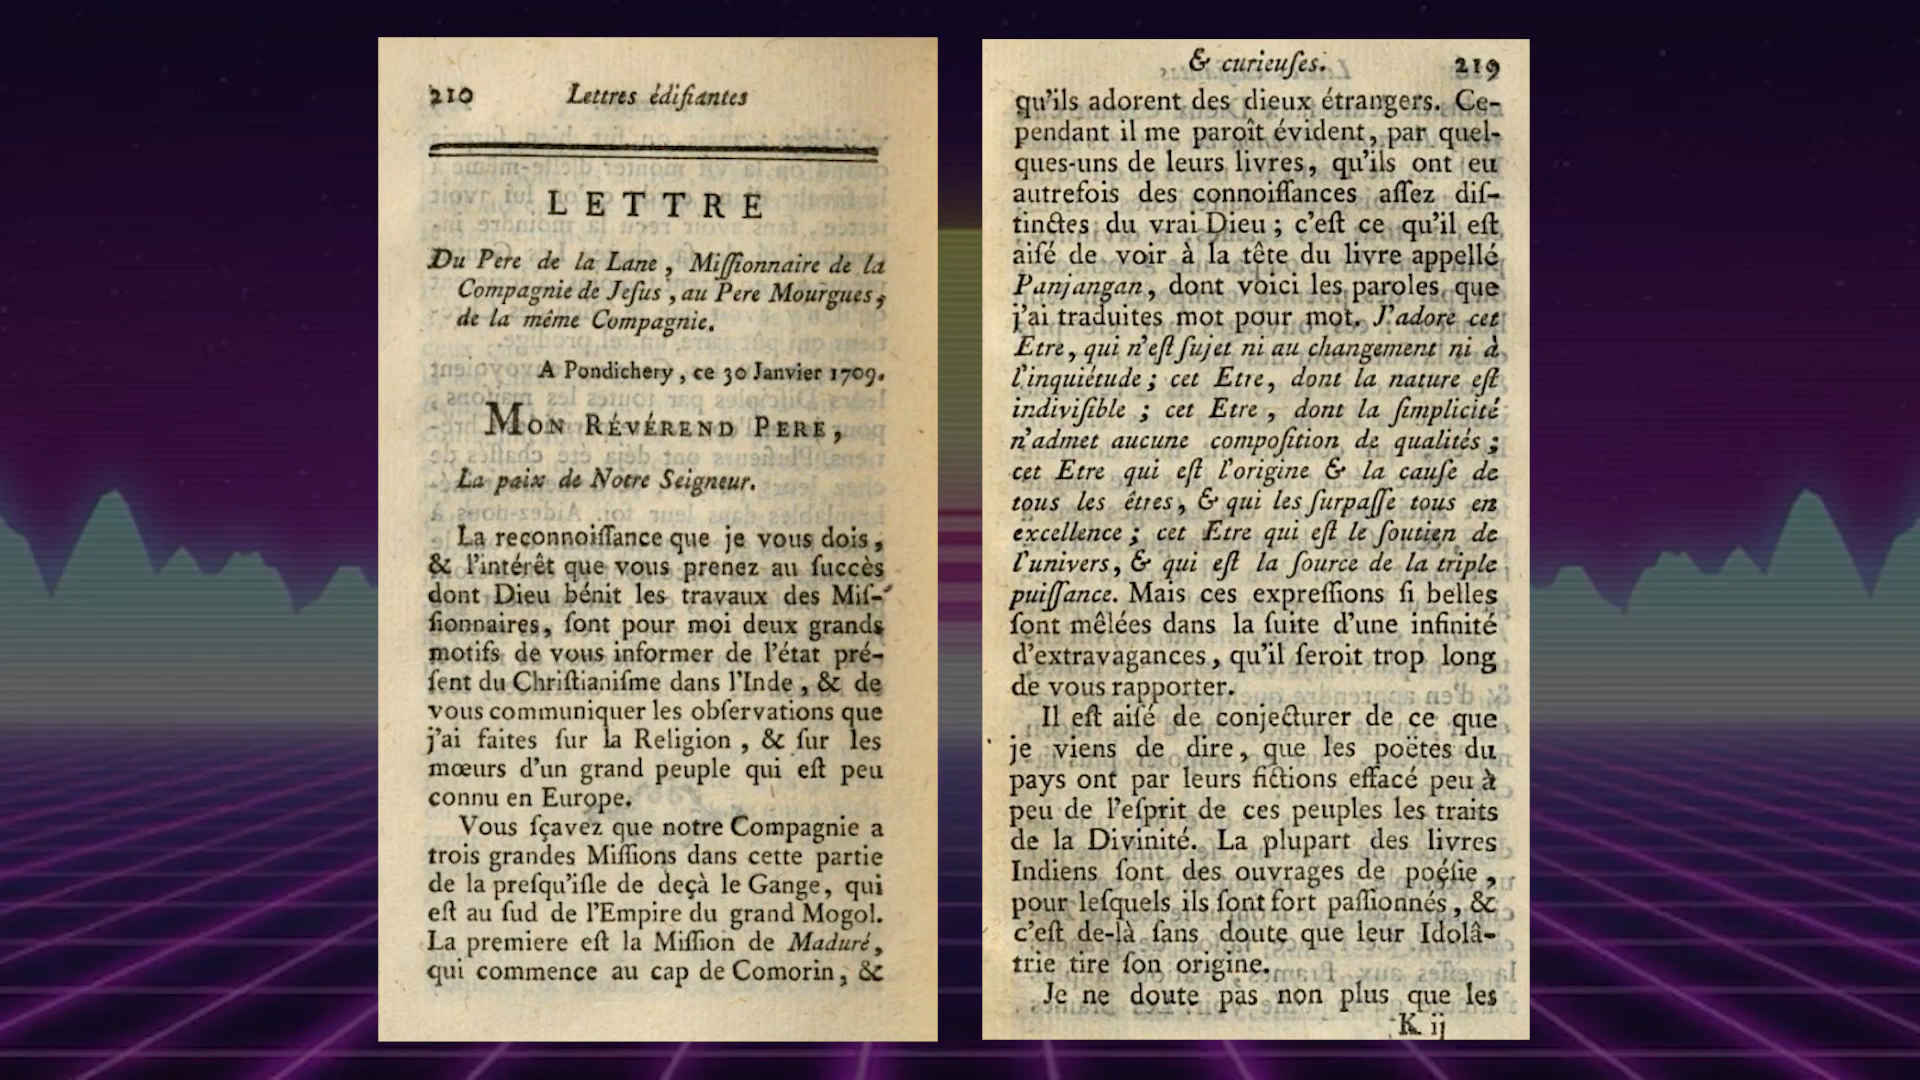 210 Lettres édifiantes
LETTRE
Du Pere de la Lane, Miſſionnaire de la
Compagnie de Jeſus, au Pere Mourgues,
de la même Compagnie.
A Pondichery, ce 30 Janvier 1709.
MON RÉVÉREND PERE,
La paix de Notre Seigneur.
La reconnoiſſance que je vous dois,
& l'intérêt que vous prenez au ſuccès
dont Dieu bénit les travaux des Miſ-
ſionnaires, ſont pour moi deux grands
motifs de vous informer de l'état pré-
ſent du Chriſtianiſme dans l'Inde, & de
vous communiquer les obſervations que
j'ai faites ſur la Religion, & ſur les
mœurs d'un grand peuple qui eſt peu
connu en Europe.
Vous ſçavez que notre Compagnie a
trois grandes Miſſions dans cette partie
de la preſqu'iſle de deçà le Gange, qui
eſt au ſud de l'Empire du grand Mogol.
La premiere eſt la Miſſion de Maduré,
qui commence au cap de Comorin, &
& curieuſes. 219
qu'ils adorent des dieux étrangers. Ce-
pendant il me paroît évident, par quel-
ques-uns de leurs livres, qu'ils ont eu
autrefois des connoiſſances aſſez diſ-
tinctes du vrai Dieu ; c'eſt ce qu'il eſt
aiſé de voir à la tête du livre appellé
Panjangan, dont voici les paroles que
j'ai traduites mot pour mot. J'adore cet
Etre, qui n'eſt ſujet ni au changement ni à
l'inquiétude ; cet Etre, dont la nature eſt
indiviſible ; cet Etre, dont la ſimplicité
n'admet aucune compoſition de qualités ;
cet Etre qui eſt l'origine & la cauſe de
tous les êtres, & qui les ſurpaſſe tous en
excellence ; cet Etre qui eſt le ſoutien de
l'univers, & qui eſt la ſource de la triple
puiſſance. Mais ces expreſſions ſi belles
ſont mêlées dans la ſuite d'une infinité
d'extravagances, qu'il ſeroit trop long
de vous rapporter.
Il eſt aiſé de conjecturer de ce que
je viens de dire, que les poëtes du
pays ont par leurs fictions effacé peu à
peu de l'eſprit de ces peuples les traits
de la Divinité. La plupart des livres
Indiens ſont des ouvrages de poéſie,
pour leſquels ils ſont fort paſſionnés, &
c'eſt de-là ſans doute que leur Idolâ-
trie tire ſon origine.
Je ne doute pas non plus que les
K ij